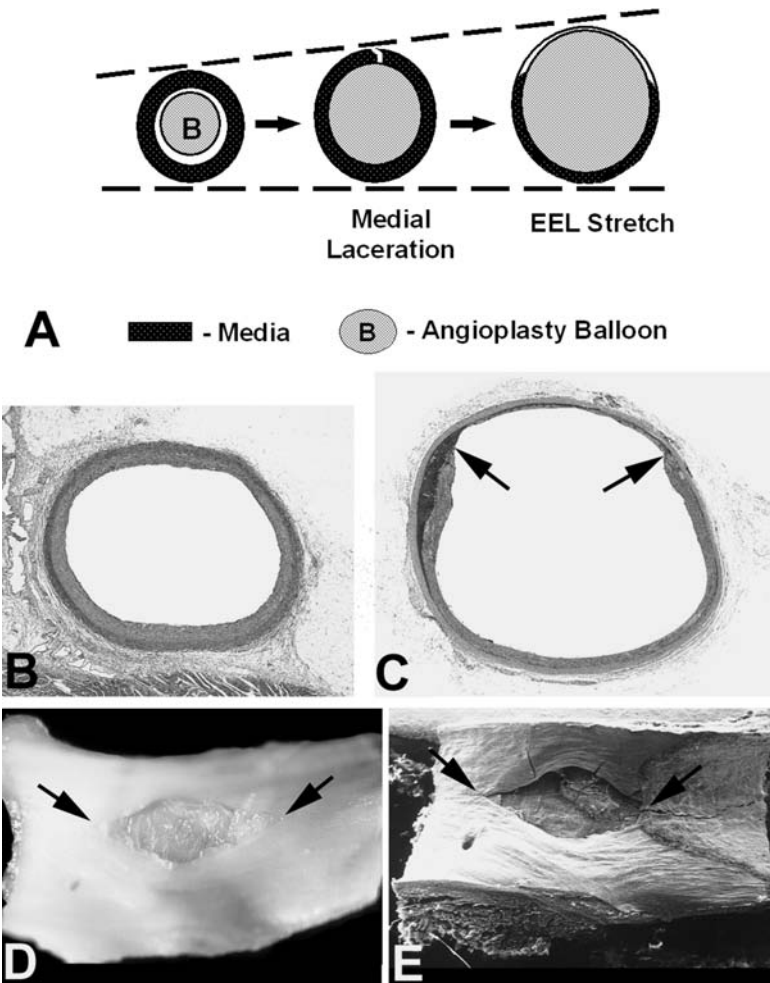 B
Medial
Laceration
EEL Stretch
A
- Media
B
- Angioplasty Balloon
B
C
D
E